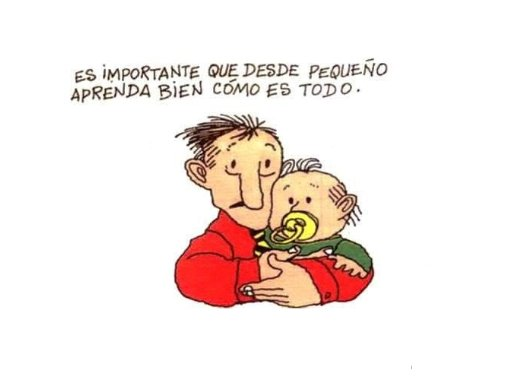 ES IMPORTANTE QUE DESDE PEQUEÑO
APRENDA BIEN CÓMO ES TODO.